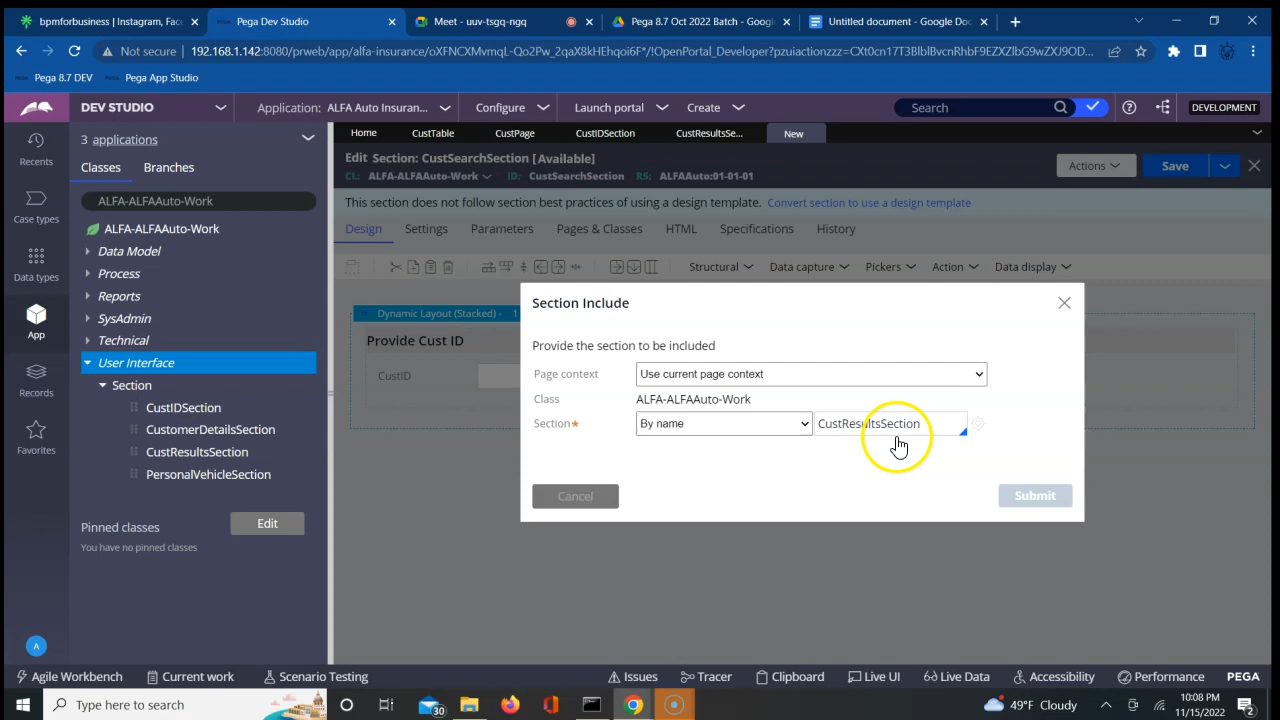 bpmforbusiness | Instagram, Face
Pega Dev Studio
Meet - uuv-tsgq-ngq
Pega 8.7 Oct 2022 Batch - Google
Untitled document - Google Doc
Not secure | 192.168.1.142:8080/prweb/app/alfa-insurance/oXFNCXMvmqL-Qo2Pw_2qaX8kHEhqoi6F*/!OpenPortal_Developer?pzuiactionzzz=CXt0cn17T3BlblBvcnRhbF9EZXZlbG9wZXJ9OD...
Pega 8.7 DEV
Pega App Studio
DEV STUDIO
Application: ALFA Auto Insuran...
Configure
Launch portal
Create
Search
DEVELOPMENT
Recents
Case types
Data types
App
Records
Favorites
A
3 applications
Classes
Branches
ALFA-ALFAAuto-Work
ALFA-ALFAAuto-Work
Data Model
Process
Reports
SysAdmin
Technical
User Interface
Section
CustIDSection
CustomerDetailsSection
CustResultsSection
PersonalVehicleSection
Pinned classes
Edit
You have no pinned classes
Home
CustTable
CustPage
CustIDSection
CustResultsSe...
New
Edit Section: CustSearchSection [Available]
CL: ALFA-ALFAAuto-Work ID: CustSearchSection RS: ALFAAuto:01-01-01
Actions
Save
This section does not follow section best practices of using a design template. Convert section to use a design template
Design
Settings
Parameters
Pages & Classes
HTML
Specifications
History
Structural
Data capture
Pickers
Action
Data display
Dynamic Layout (Stacked) - 1
Provide Cust ID
CustID
Section Include
Provide the section to be included
Page context
Use current page context
Class
ALFA-ALFAAuto-Work
Section*
By name
CustResultsSection
Cancel
Submit
Agile Workbench
Current work
Scenario Testing
Issues
Tracer
Clipboard
Live UI
Live Data
Accessibility
Performance
PEGA
Type here to search
30
49°F Cloudy
10:08 PM
11/15/2022
2